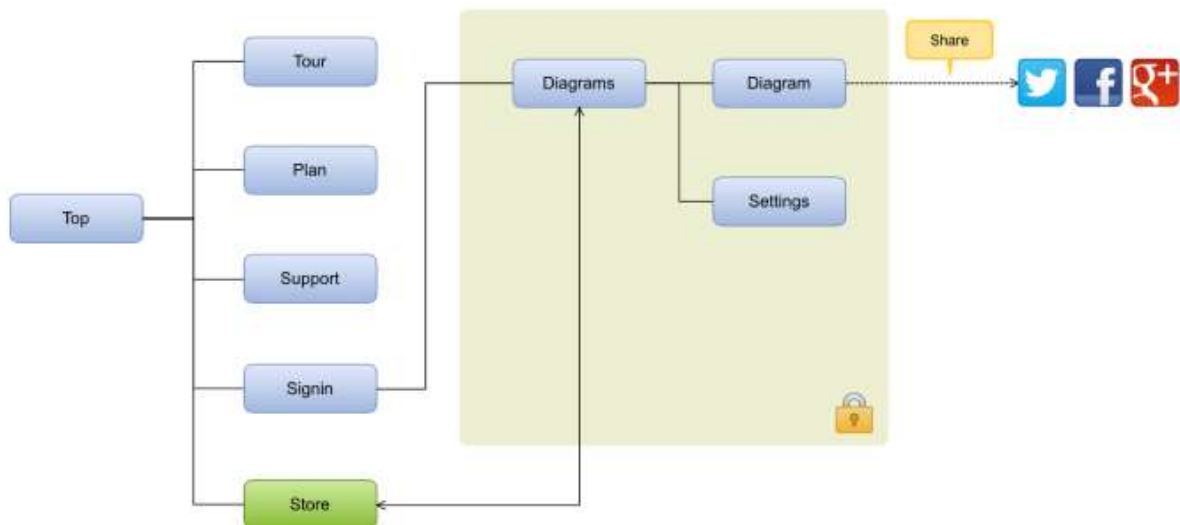 Share
Tour
Diagrams
Diagram
g+
Plan
Settings
Top
Support
Signin
Store